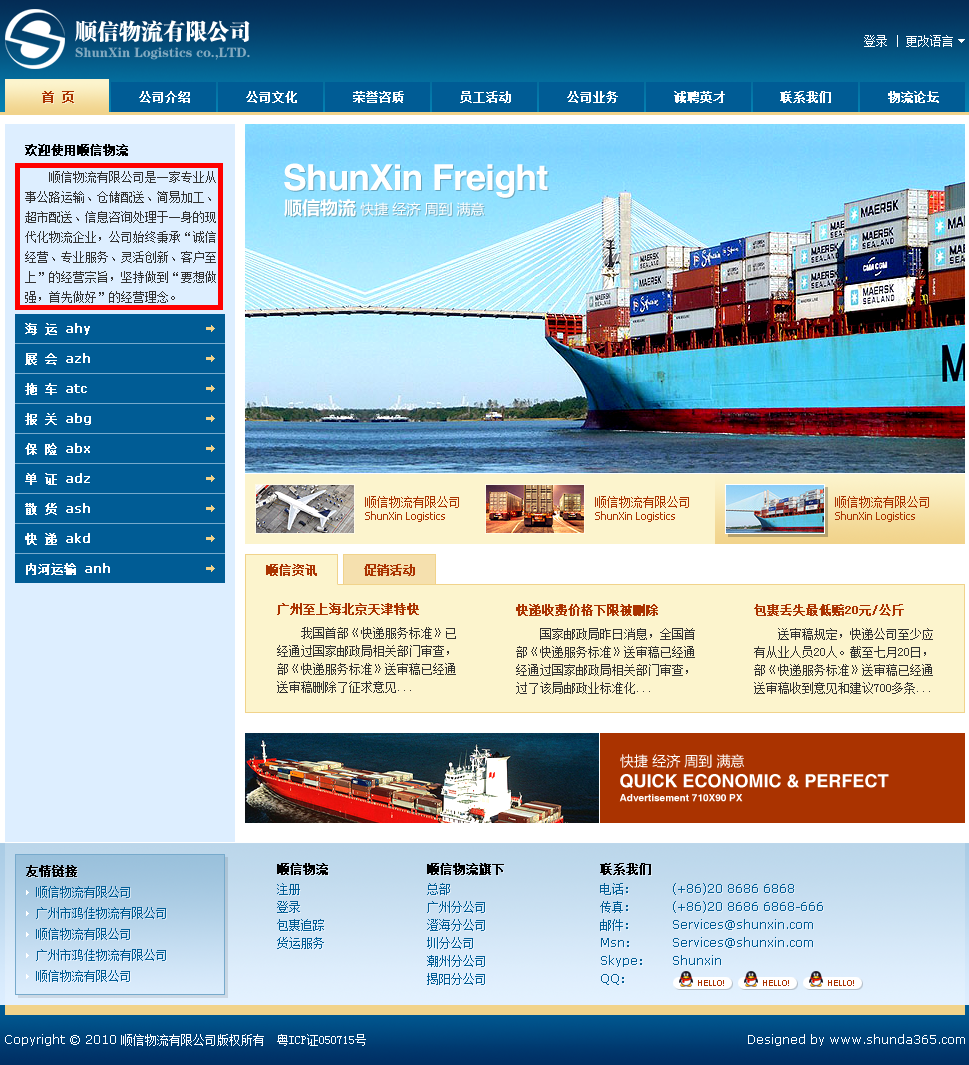 顺信物流有限公司
ShunXin Logistics co.,LTD.
登录 | 更改语言
首 页 公司介绍 公司文化 荣誉咨质 员工活动 公司业务 诚聘英才 联系我们 物流论坛
欢迎使用顺信物流
顺信物流有限公司是一家专业从
事公路运输、仓储配送、简易加工、
超市配送、信息咨询处理于一身的现
代化物流企业，公司始终秉承“诚信
经营、专业服务、灵活创新、客户至
上”的经营宗旨，坚持做到“要想做
强，首先做好”的经营理念。
海 运 ahy
展 会 azh
拖 车 atc
报 关 abg
保 险 abx
单 证 adz
散 货 ash
快 递 akd
内河运输 anh
ShunXin Freight
顺信物流 快捷 经济 周到 满意
MAERSK
MAERSK
SEALAND
CMA CGM
MAERSK
SEALAND
M
顺信物流有限公司
ShunXin Logistics
顺信物流有限公司
ShunXin Logistics
顺信物流有限公司
ShunXin Logistics
顺信资讯 促销活动
广州至上海北京天津特快
我国首部《快递服务标准》已
经通过国家邮政局相关部门审查，
部《快递服务标准》送审稿已经通
送审稿删除了征求意见...
快递收费价格下限被删除
国家邮政局昨日消息，全国首
部《快递服务标准》送审稿已经通
经通过国家邮政局相关部门审查，
过了该局邮政业标准化...
包裹丢失最低赔20元/公斤
送审稿规定，快递公司至少应
有从业人员20人。截至七月20日，
部《快递服务标准》送审稿已经通
送审稿收到意见和建议700多条...
快捷 经济 周到 满意
QUICK ECONOMIC & PERFECT
Advertisement 710X90 PX
友情链接
顺信物流有限公司
广州市鸿佳物流有限公司
顺信物流有限公司
广州市鸿佳物流有限公司
顺信物流有限公司
顺信物流
注册
登录
包裹追踪
货运服务
顺信物流旗下
总部
广州分公司
澄海分公司
圳分公司
潮州分公司
揭阳分公司
联系我们
电话： (+86)20 8686 6868
传真： (+86)20 8686 6868-666
邮件： Services@shunxin.com
Msn: Services@shunxin.com
Skype: Shunxin
QQ: HELLO! HELLO! HELLO!
Copyright © 2010 顺信物流有限公司版权所有 粤ICP证050715号
Designed by www.shunda365.com